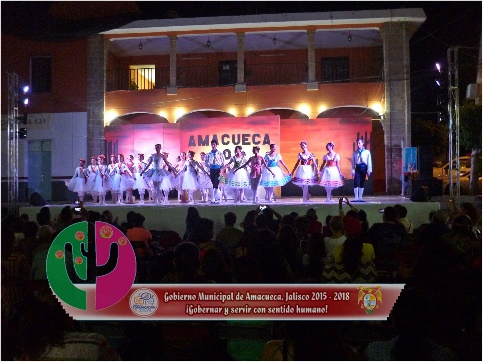 AMACUECA
Gobierno Municipal de Amacueca, Jalisco 2015 - 2018
¡Gobernar y servir con sentido humano!